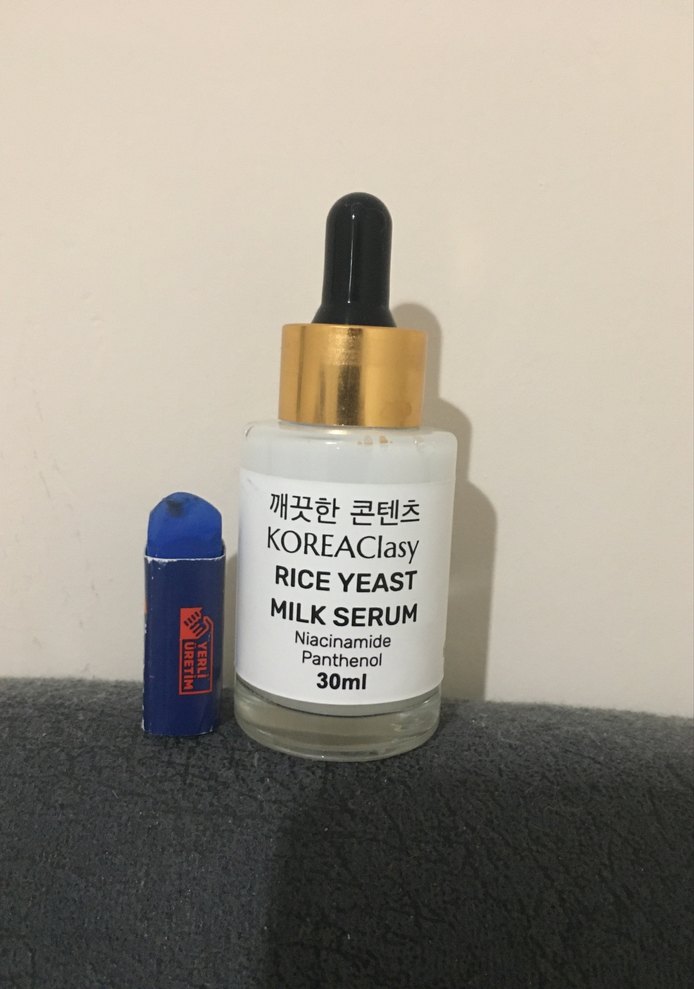 깨끗한 콘텐츠
KOREAClasy
RICE YEAST
MILK SERUM
Niacinamide
Panthenol
30ml
YERLİ
ÜRETİM